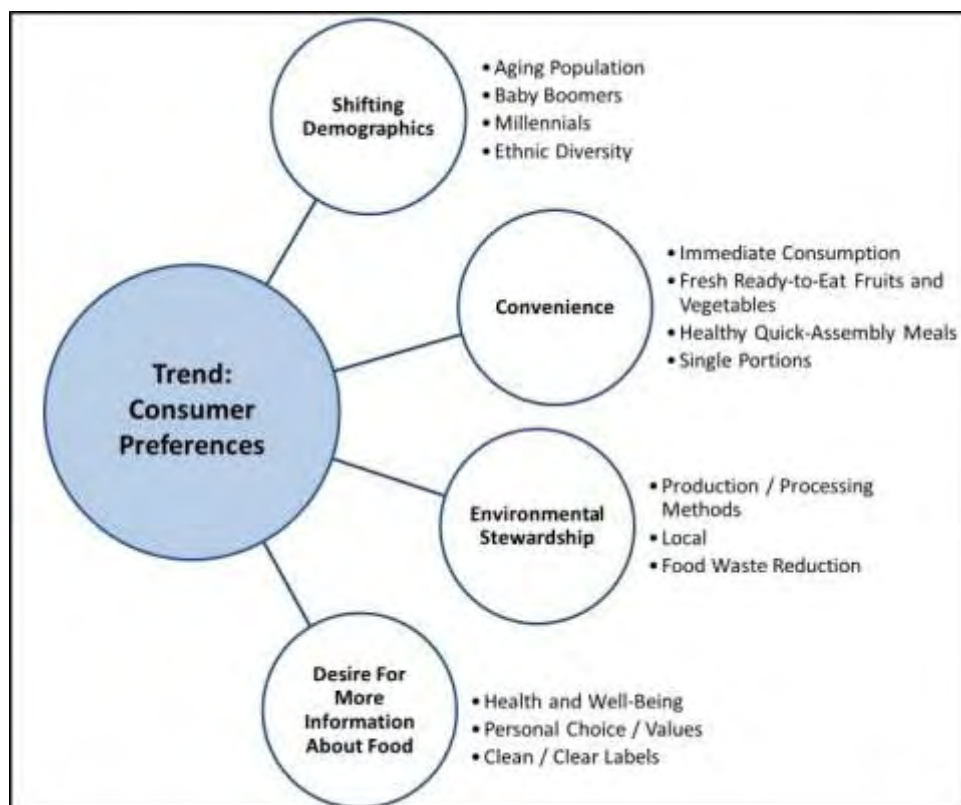 Shifting
Demographics
• Aging Population
• Baby Boomers
• Millennials
• Ethnic Diversity
Convenience
• Immediate Consumption
• Fresh Ready-to-Eat Fruits and
Vegetables
• Healthy Quick-Assembly Meals
• Single Portions
Trend:
Consumer
Preferences
Environmental
Stewardship
• Production / Processing
Methods
• Local
• Food Waste Reduction
Desire For
More
Information
About Food
• Health and Well-Being
• Personal Choice / Values
• Clean / Clear Labels